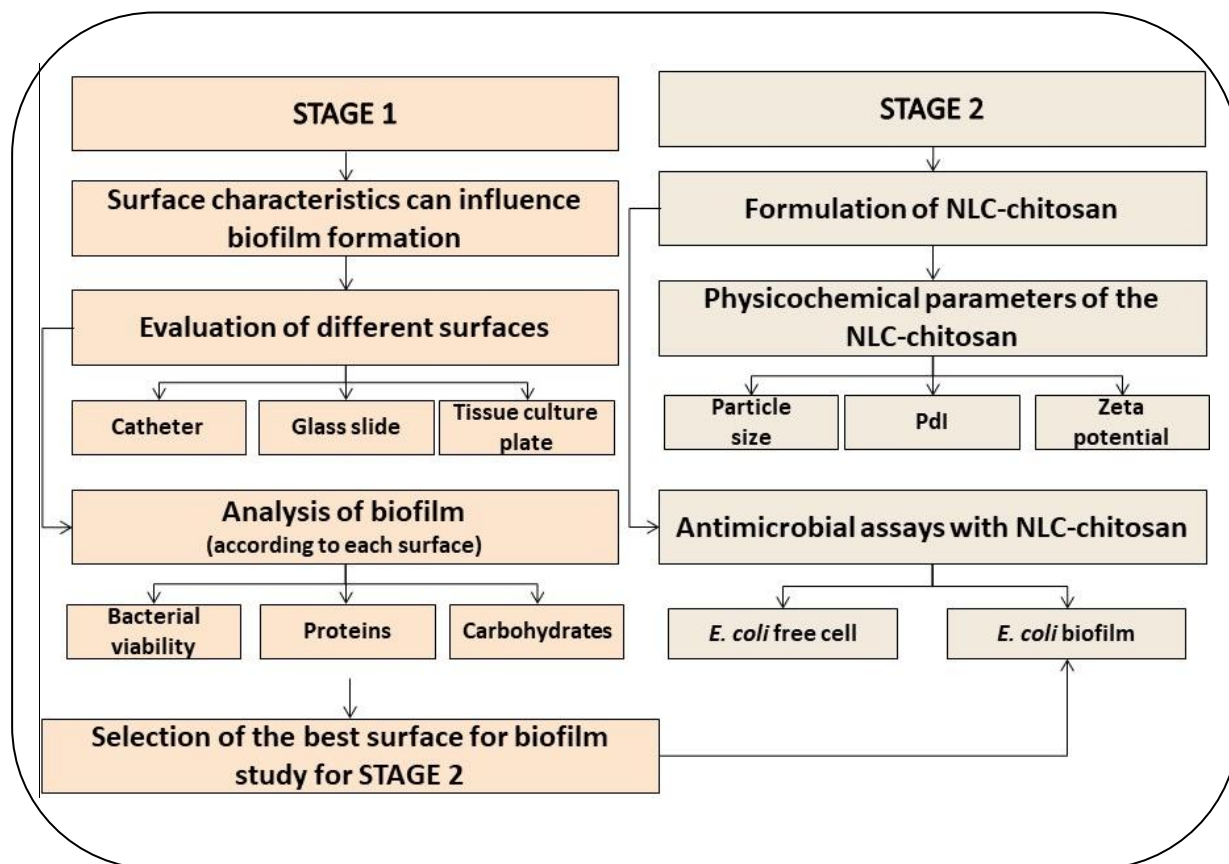 STAGE 1
Surface characteristics can influence
biofilm formation
Evaluation of different surfaces
Catheter
Glass slide
Tissue culture
plate
Analysis of biofilm
(according to each surface)
Bacterial
viability
Proteins
Carbohydrates
Selection of the best surface for biofilm
study for STAGE 2
STAGE 2
Formulation of NLC-chitosan
Physicochemical parameters of the
NLC-chitosan
Particle
size
PdI
Zeta
potential
Antimicrobial assays with NLC-chitosan
E. coli free cell
E. coli biofilm